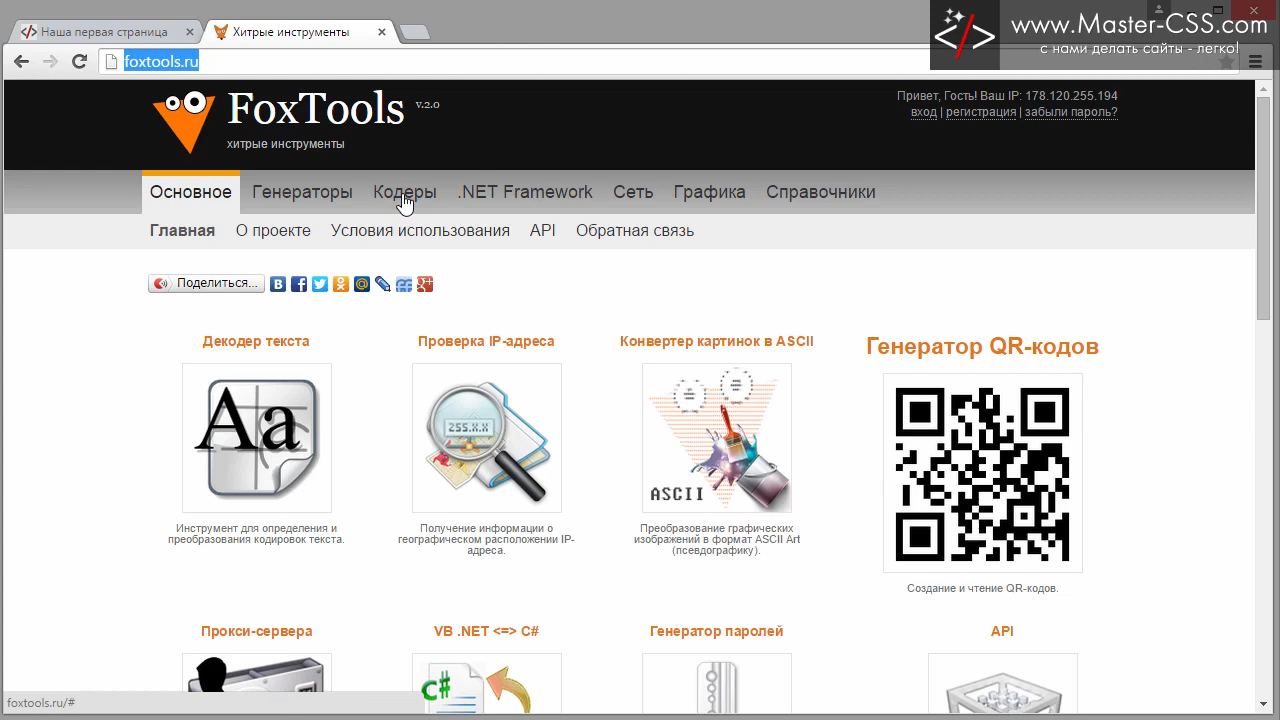 Наша первая страница
Хитрые инструменты
www.Master-CSS.com
с нами делать сайты - легко!
foxtools.ru
FoxTools v.2.0
хитрые инструменты
Привет, Гость! Ваш IP: 178.120.255.194
вход | регистрация | забыли пароль?
Основное Генераторы Кодеры .NET Framework Сеть Графика Справочники
Главная О проекте Условия использования API Обратная связь
Поделиться...
Декодер текста
Aa
Инструмент для определения и
преобразования кодировок текста.
Проверка IP-адреса
255.X.X
Получение информации о
географическом расположении IP-
адреса.
Конвертер картинок в ASCII
ASCII
Преобразование графических
изображений в формат ASCII Art
(псевдографику).
Генератор QR-кодов
Создание и чтение QR-кодов.
Прокси-сервера
VB .NET <=> C#
C#
Генератор паролей
API
foxtools.ru/#